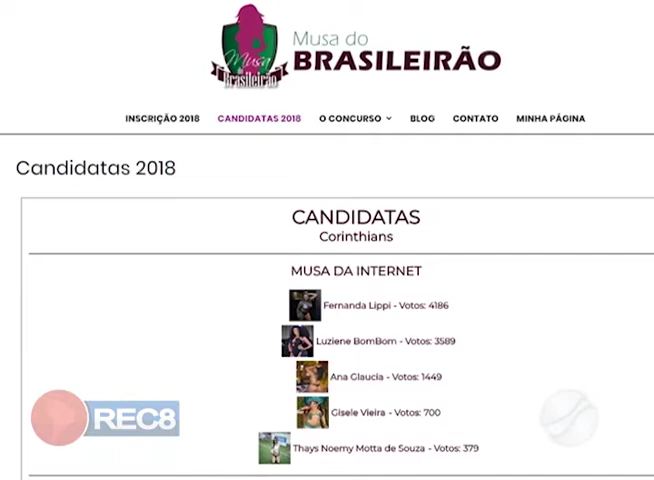 Musa do
BRASILEIRÃO
Musa
do
Brasileirão
INSCRIÇÃO 2018 CANDIDATAS 2018 O CONCURSO BLOG CONTATO MINHA PÁGINA
Candidatas 2018
CANDIDATAS
Corinthians
MUSA DA INTERNET
Fernanda Lippi - Votos: 4186
Luziene BomBom - Votos: 3589
Ana Glaucia - Votos: 1449
Gisele Vieira - Votos: 700
Thays Noemy Motta de Souza - Votos: 379
REC8